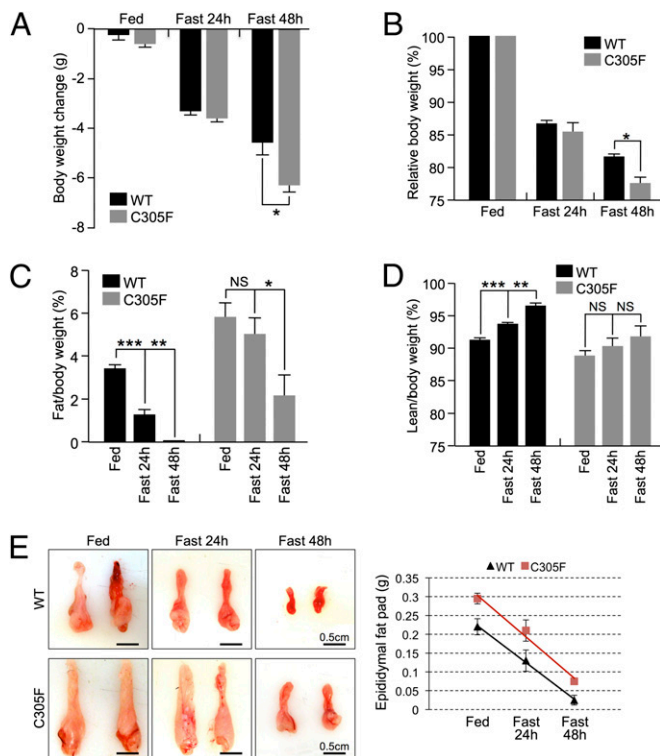 A
Fed Fast 24h Fast 48h
Body weight change (g)
0
-2
-4
-6
-8
WT
C305F
*
B
WT
C305F
Relative body weight (%)
100
95
90
85
80
75
*
Fed Fast 24h Fast 48h
C
WT
C305F
Fat/body weight (%)
8
6
4
2
0
*** **
NS *
Fed Fast 24h Fast 48h Fed Fast 24h Fast 48h
D
WT
C305F
Lean/body weight (%)
100
95
90
85
80
75
*** **
NS NS
Fed Fast 24h Fast 48h Fed Fast 24h Fast 48h
E
Fed Fast 24h Fast 48h
WT
0.5cm
C305F
0.5cm
WT C305F
Epididymal fat pad (g)
0.35
0.3
0.25
0.2
0.15
0.1
0.05
0
Fed Fast Fast
24h 48h